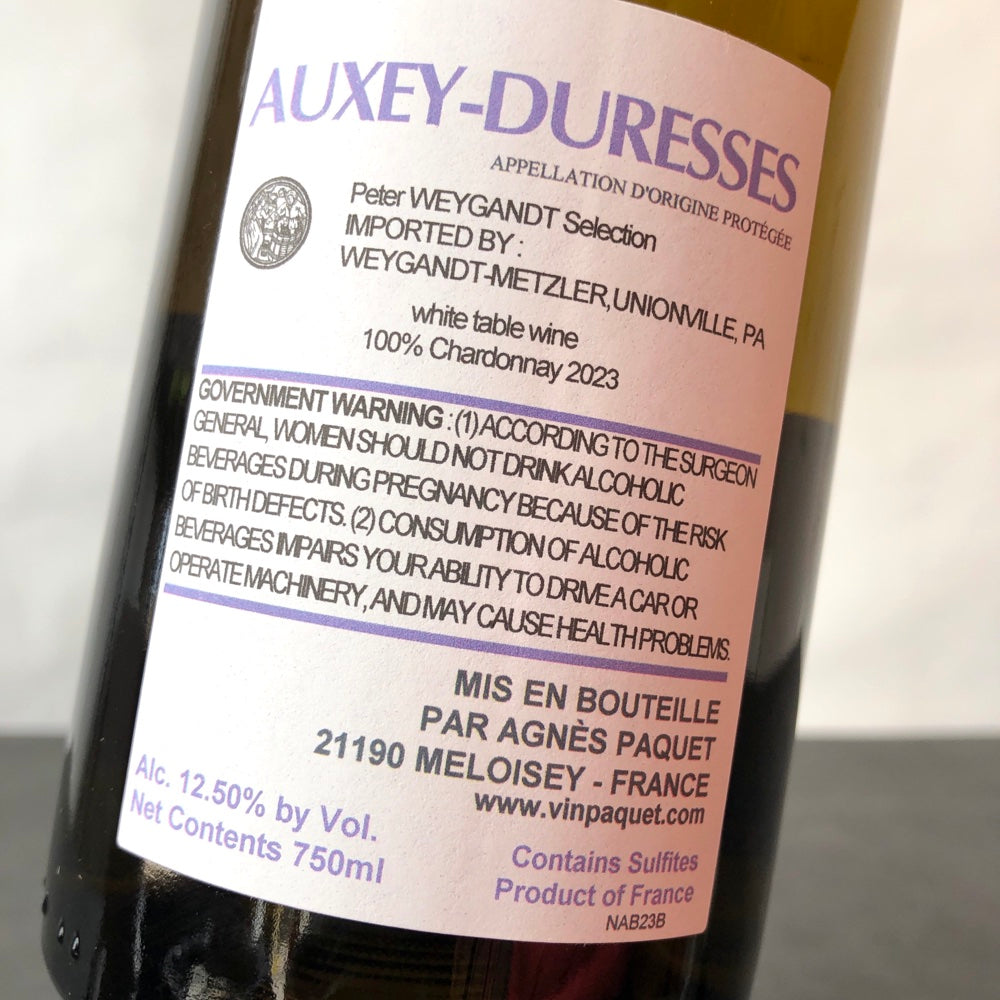 AUXEY-DURESSES
APPELLATION D'ORIGINE PROTÉGÉE
Peter WEYGANDT Selection
IMPORTED BY :
WEYGANDT-METZLER, UNIONVILLE, PA
white table wine
100% Chardonnay 2023
GOVERNMENT WARNING : (1) ACCORDING TO THE SURGEON
GENERAL, WOMEN SHOULD NOT DRINK ALCOHOLIC
BEVERAGES DURING PREGNANCY BECAUSE OF THE RISK
OF BIRTH DEFECTS. (2) CONSUMPTION OF ALCOHOLIC
BEVERAGES IMPAIRS YOUR ABILITY TO DRIVE A CAR OR
OPERATE MACHINERY, AND MAY CAUSE HEALTH PROBLEMS.
MIS EN BOUTEILLE
PAR AGNÈS PAQUET
21190 MELOISEY - FRANCE
www.vinpaquet.com
Alc. 12.50% by Vol.
Net Contents 750ml
Contains Sulfites
Product of France
NAB23B